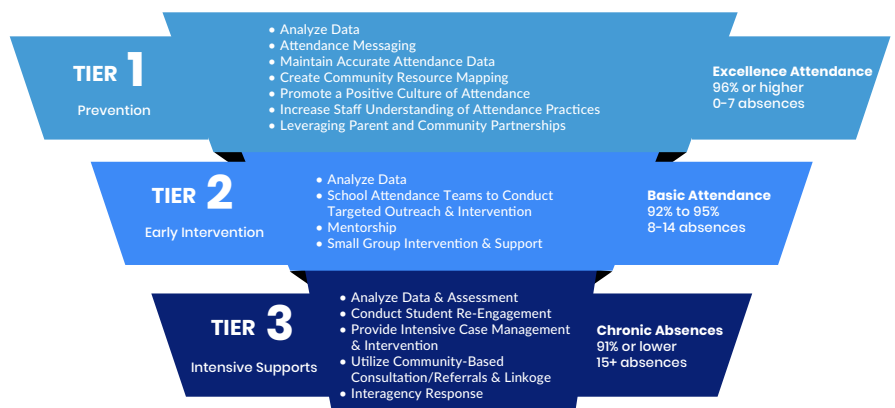 TIER 1
Prevention
• Analyze Data
• Attendance Messaging
• Maintain Accurate Attendance Data
• Create Community Resource Mapping
• Promote a Positive Culture of Attendance
• Increase Staff Understanding of Attendance Practices
• Leveraging Parent and Community Partnerships
Excellence Attendance
96% or higher
0-7 absences
TIER 2
Early Intervention
• Analyze Data
• School Attendance Teams to Conduct
Targeted Outreach & Intervention
• Mentorship
• Small Group Intervention & Support
Basic Attendance
92% to 95%
8-14 absences
TIER 3
Intensive Supports
• Analyze Data & Assessment
• Conduct Student Re-Engagement
• Provide Intensive Case Management
& Intervention
• Utilize Community-Based
Consultation/Referrals & Linkoge
• Interagency Response
Chronic Absences
91% or lower
15+ absences